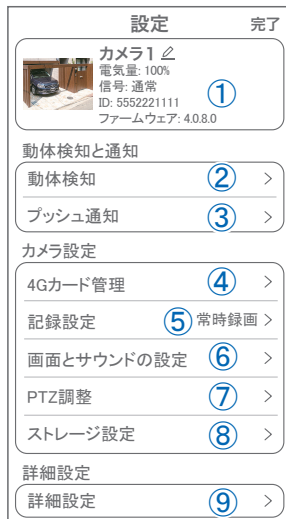 設定 完了
カメラ1
電気量: 100%
信号: 通常
ID: 5552221111
ファームウェア: 4.0.8.0
①
動体検知と通知
動体検知 ② >
プッシュ通知 ③ >
カメラ設定
4Gカード管理 ④ >
記録設定 ⑤ 常時録画 >
画面とサウンドの設定 ⑥ >
PTZ調整 ⑦ >
ストレージ設定 ⑧ >
詳細設定
詳細設定 ⑨ >